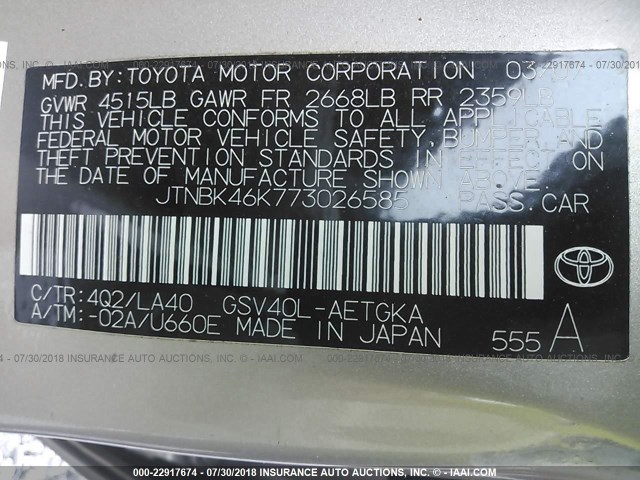 MFD.BY: TOYOTA MOTOR CORPORATION 03
GVWR 4515LB GAWR FR 2668LB RR 2359LB
THIS VEHICLE CONFORMS TO ALL APPLICABLE
FEDERAL MOTOR VEHICLE SAFETY, BUMPER, AND
THEFT PREVENTION STANDARDS IN EFFECT ON
THE DATE OF MANUFACTURE SHOWN ABOVE.
JTNBK46K773026585 PASS.CAR
C/TR: 4Q2/LA40 GSV40L-AETGKA
A/TM: -02A/U660E MADE IN JAPAN 555 A
000-22917674 - 07/30/2018 INSURANCE AUTO AUCTIONS - IAAI.COM